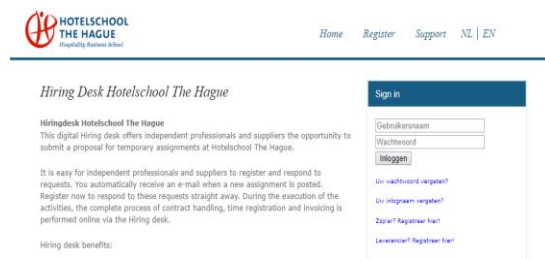 HOTELSCHOOL
THE HAGUE
Hospitality Business School
Home Register Support NL | EN
Hiring Desk Hotelschool The Hague
Hiringdesk Hotelschool The Hague
This digital Hiring desk offers independent professionals and suppliers the opportunity to
submit a proposal for temporary assignments at Hotelschool The Hague.
It is easy for independent professionals and suppliers to register and respond to
requests. You automatically receive an e-mail when a new assignment is posted.
Register now to respond to these requests straight away. During the execution of the
activities, the complete process of contract handling, time registration and invoicing is
performed online via the Hiring desk.
Hiring desk benefits:
Sign in
Gebruikersnaam
Wachtwoord
Inloggen
Uw wachtwoord vergeten?
Uw inlognaam vergeten?
Zzp'er? Registreer hier!
Leverancier? Registreer hier!